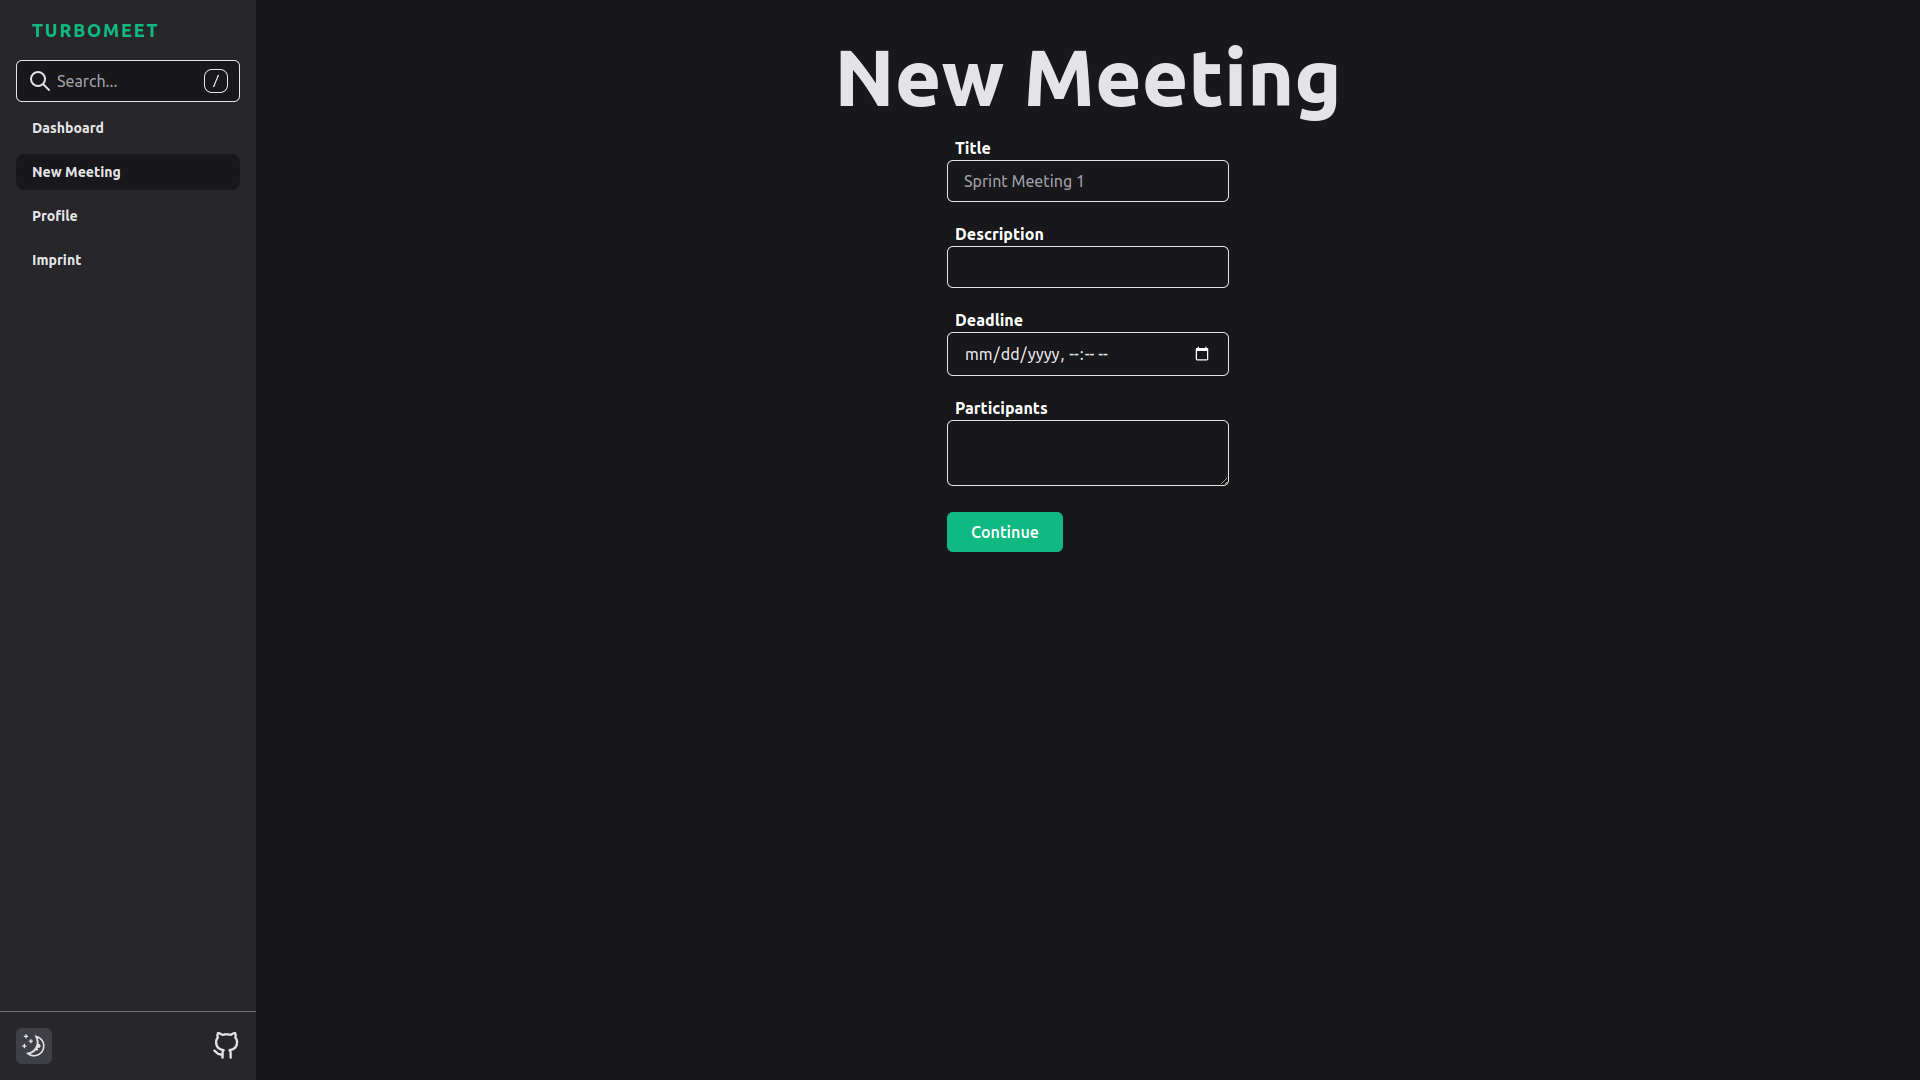 TURBOMEET
Search...
/
Dashboard
New Meeting
Profile
Imprint
New Meeting
Title
Sprint Meeting 1
Description
Deadline
mm/dd/yyyy, --:-- --
Participants
Continue